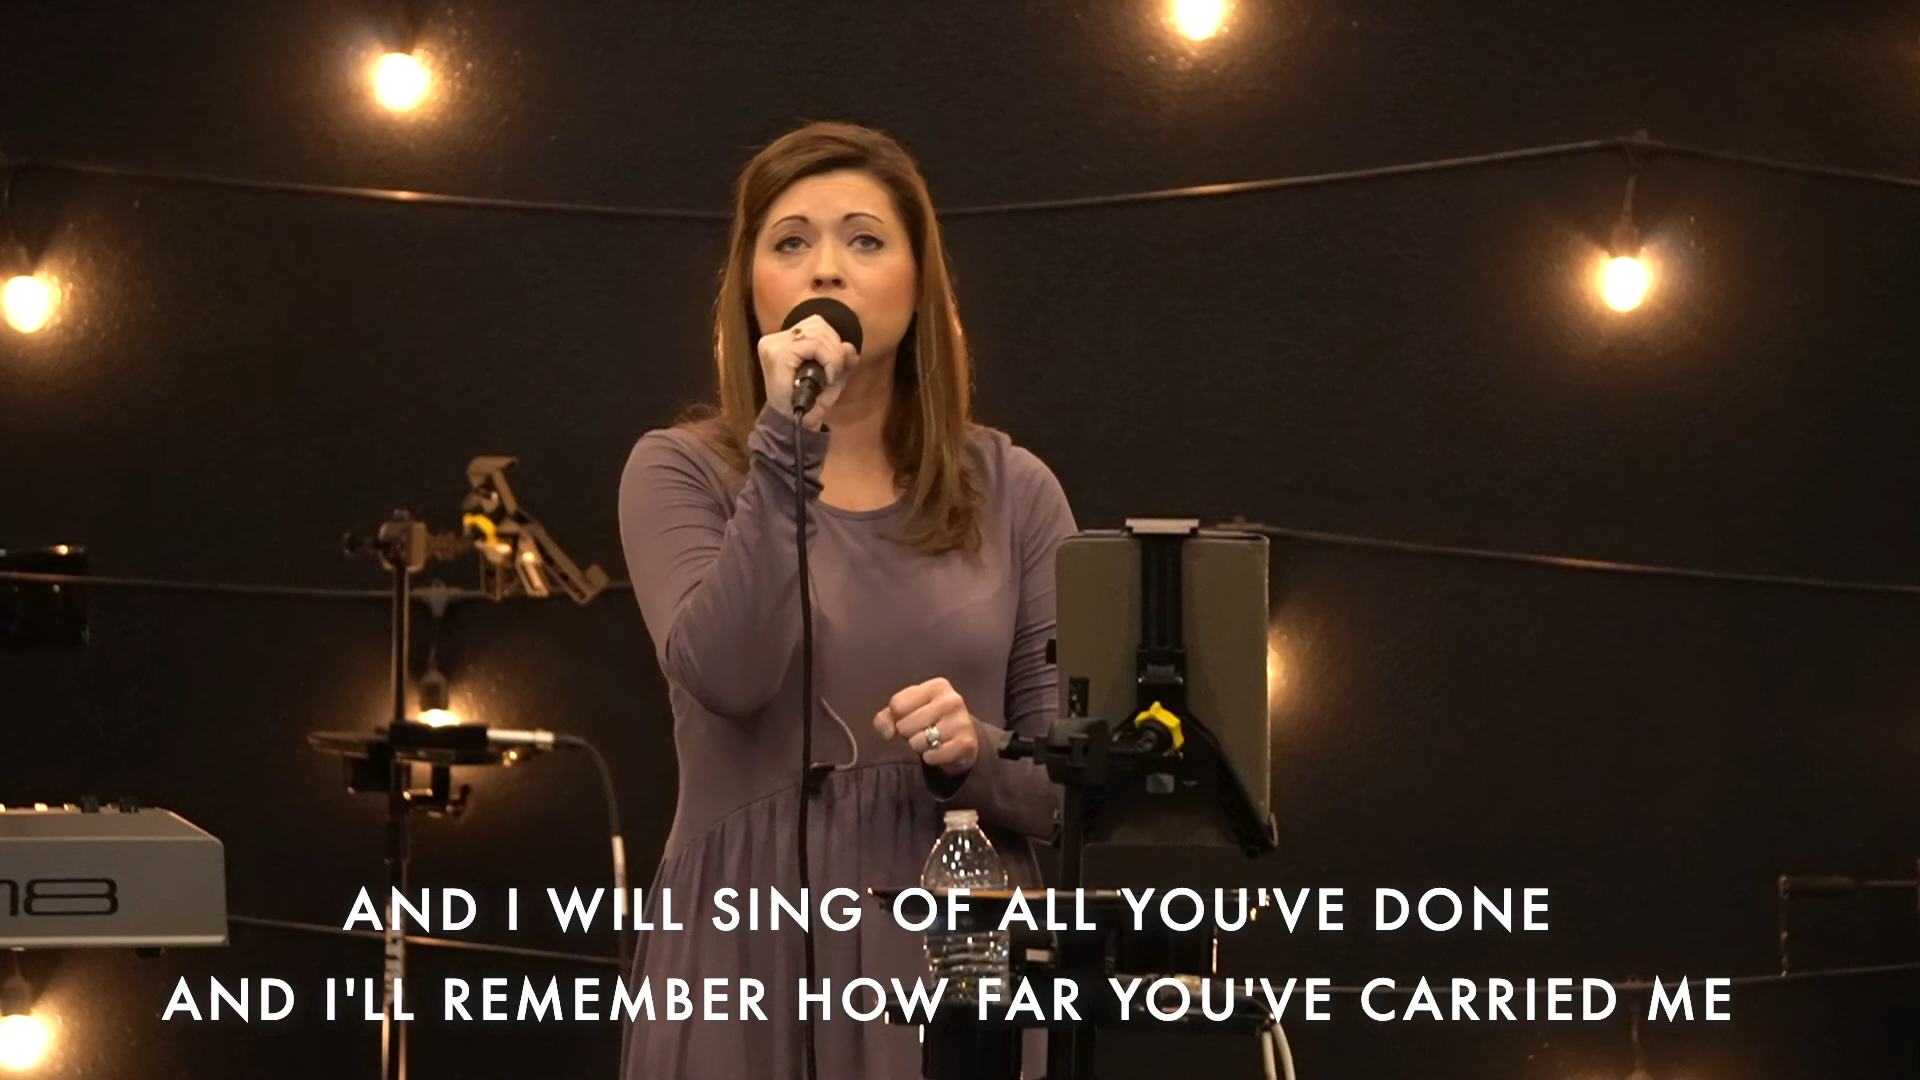 AND I WILL SING OF ALL YOU'VE DONE
AND I'LL REMEMBER HOW FAR YOU'VE CARRIED ME